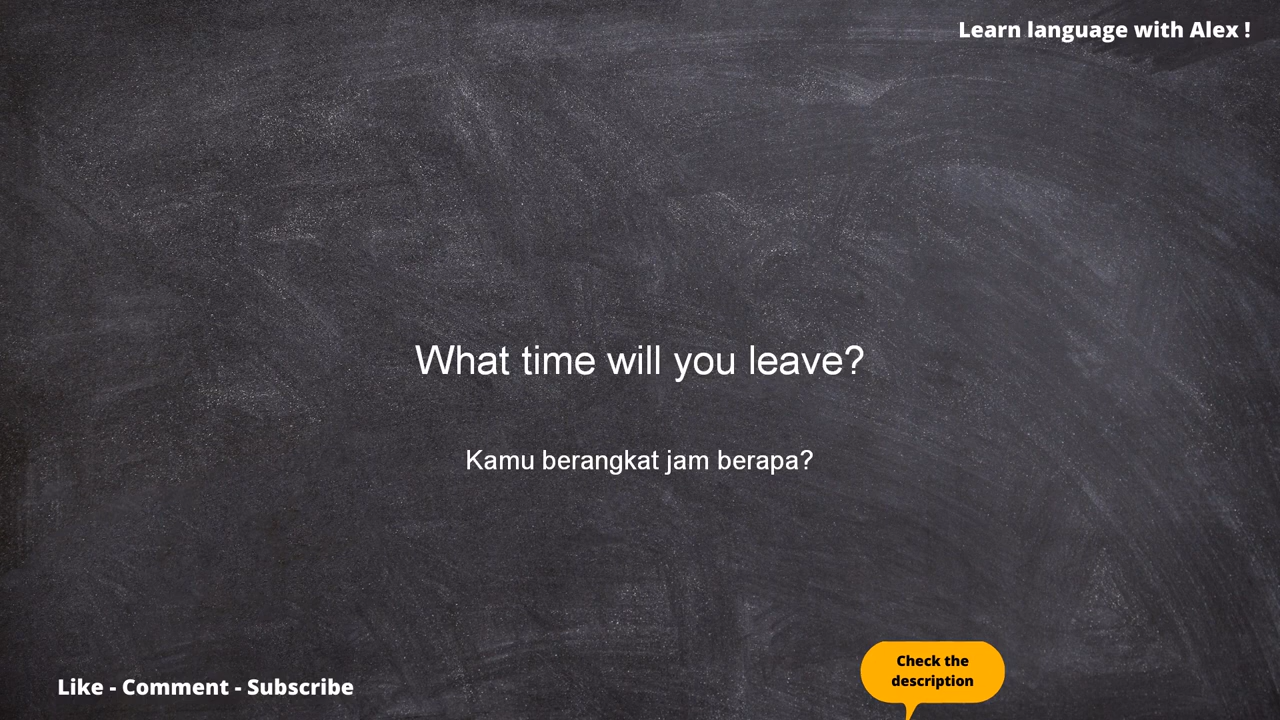 Learn language with Alex !
What time will you leave?
Kamu berangkat jam berapa?
Check the
description
Like - Comment - Subscribe